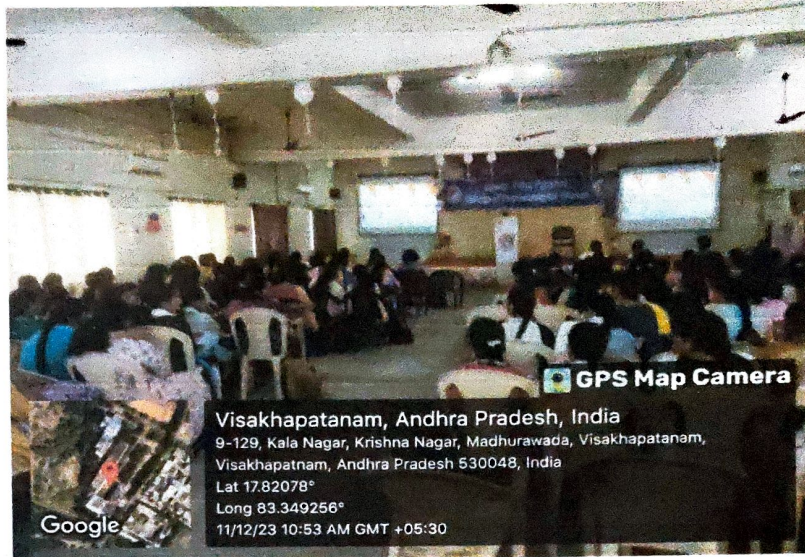 GPS Map Camera
Visakhapatanam, Andhra Pradesh, India
9-129, Kala Nagar, Krishna Nagar, Madhurawada, Visakhapatanam,
Visakhapatnam, Andhra Pradesh 530048, India
Lat 17.82078°
Long 83.349256°
11/12/23 10:53 AM GMT +05:30
Google